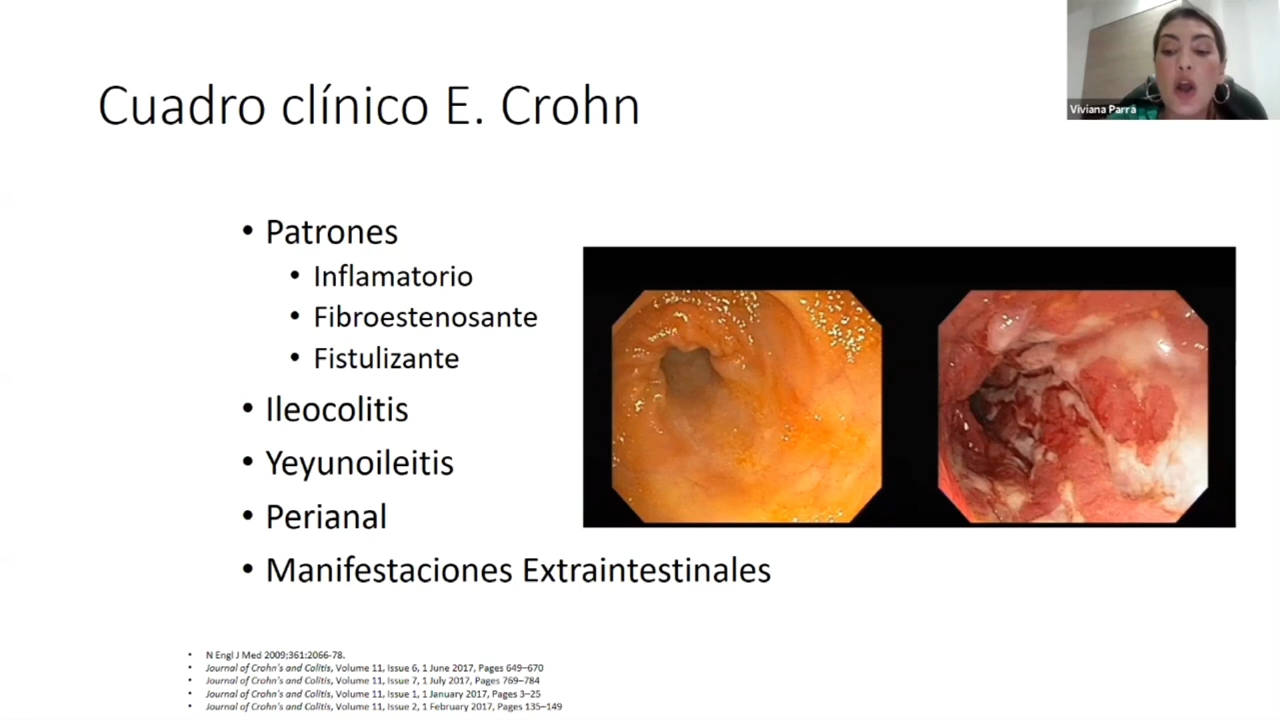 Cuadro clínico E. Crohn
Viviana Parra
• Patrones
• Inflamatorio
• Fibroestenosante
• Fistulizante
• Ileocolitis
• Yeyunoileitis
• Perianal
• Manifestaciones Extraintestinales
• N Engl J Med 2009;361:2066-78.
• Journal of Crohn's and Colitis, Volume 11, Issue 6, 1 June 2017, Pages 649–670
• Journal of Crohn's and Colitis, Volume 11, Issue 7, 1 July 2017, Pages 769–784
• Journal of Crohn's and Colitis, Volume 11, Issue 1, 1 January 2017, Pages 3–25
• Journal of Crohn's and Colitis, Volume 11, Issue 2, 1 February 2017, Pages 135–149